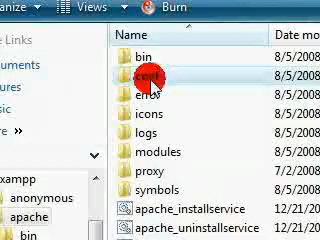 anize Views Burn
e Links
uments
ures
sic
re »
xampp
anonymous
apache
bin
Name Date mo
bin 8/5/2008
8/5/2008
error 8/5/2008
icons 8/5/2008
logs 8/5/2008
modules 8/5/2008
proxy 7/2/2008
symbols 8/5/2008
apache_installservice 12/21/20
apache_uninstallservice 12/21/20